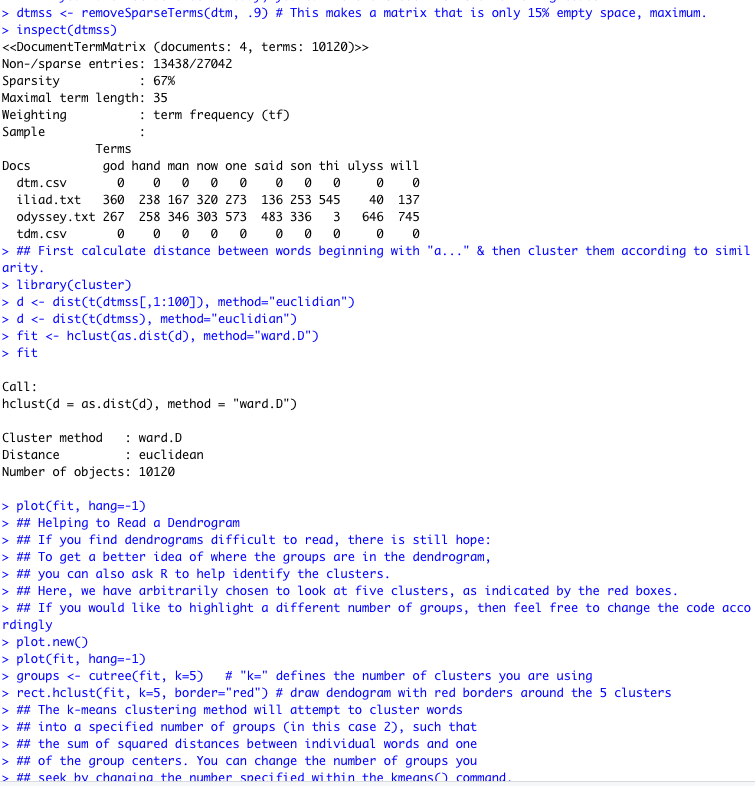 > dtmss <- removeSparseTerms(dtm, .9) # This makes a matrix that is only 15% empty space, maximum.
> inspect(dtmss)
<<DocumentTermMatrix (documents: 4, terms: 10120)>>
Non-/sparse entries: 13438/27042
Sparsity           : 67%
Maximal term length: 35
Weighting          : term frequency (tf)
Sample             :
             Terms
Docs          god hand man now one said son thi ulyss will
  dtm.csv       0    0   0   0   0    0   0   0     0    0
  iliad.txt   360  238 167 320 273  136 253 545    40  137
  odyssey.txt 267  258 346 303 573  483 336   3   646  745
  tdm.csv       0    0   0   0   0    0   0   0     0    0
> ## First calculate distance between words beginning with "a..." & then cluster them according to simil
arity.
> library(cluster)
> d <- dist(t(dtmss[,1:100]), method="euclidian")
> d <- dist(t(dtmss), method="euclidian")
> fit <- hclust(as.dist(d), method="ward.D")
> fit
Call:
hclust(d = as.dist(d), method = "ward.D")
Cluster method   : ward.D
Distance         : euclidean
Number of objects: 10120
> plot(fit, hang=-1)
> ## Helping to Read a Dendrogram
> ## If you find dendrograms difficult to read, there is still hope:
> ## To get a better idea of where the groups are in the dendrogram,
> ## you can also ask R to help identify the clusters.
> ## Here, we have arbitrarily chosen to look at five clusters, as indicated by the red boxes.
> ## If you would like to highlight a different number of groups, then feel free to change the code acco
rdingly
> plot.new()
> plot(fit, hang=-1)
> groups <- cutree(fit, k=5)   # "k=" defines the number of clusters you are using
> rect.hclust(fit, k=5, border="red") # draw dendogram with red borders around the 5 clusters
> ## The k-means clustering method will attempt to cluster words
> ## into a specified number of groups (in this case 2), such that
> ## the sum of squared distances between individual words and one
> ## of the group centers. You can change the number of groups you
> ## seek by changing the number specified within the kmeans() command.